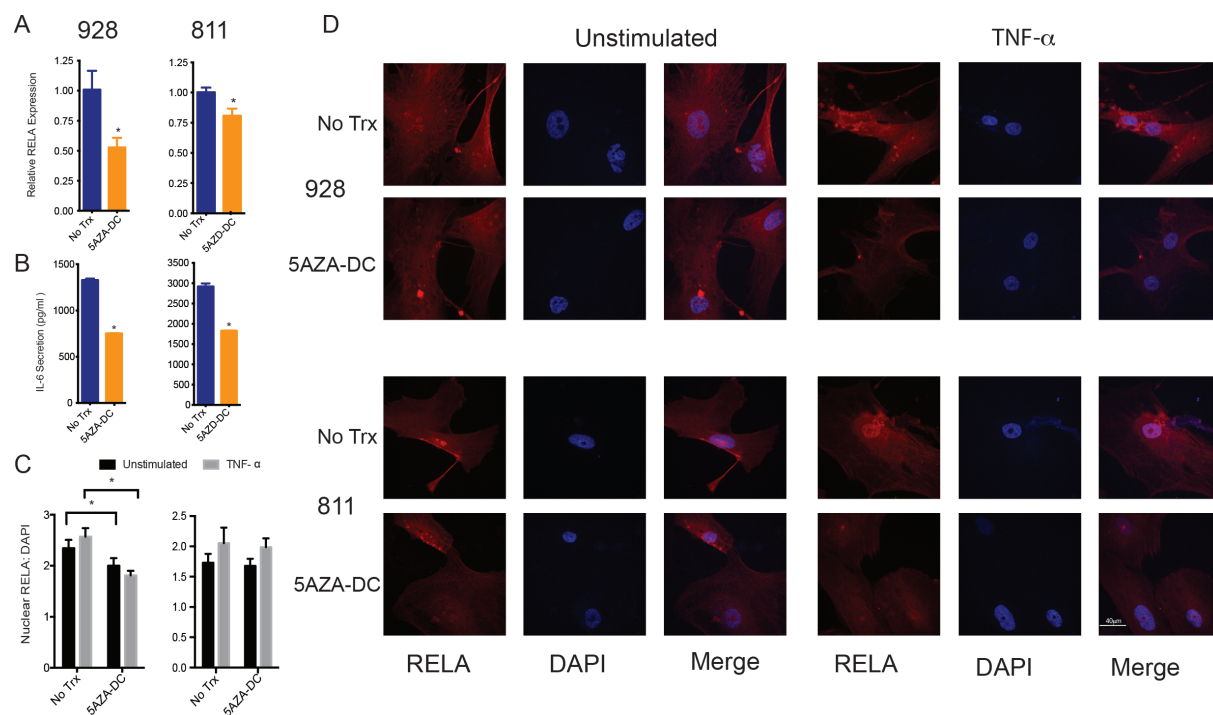 A
928
811
Relative RELA Expression
1.25
1.00
0.75
0.50
0.25
0.00
*
No Trx
5AZA-DC
1.25
1.00
0.75
0.50
0.25
0.00
*
No Trx
5AZD-DC
B
IL-6 Secretion (pg/ml)
1500
1000
500
0
*
No Trx
5AZA-DC
3500
3000
2500
2000
1500
1000
500
0
*
No Trx
5AZD-DC
C
Unstimulated
TNF- α
Nuclear RELA: DAPI
3
2
1
0
*
*
No Trx
5AZA-DC
2.5
2.0
1.5
1.0
0.5
0.0
No Trx
5AZA-DC
D
Unstimulated
TNF-α
No Trx
928
5AZA-DC
No Trx
811
5AZA-DC
40μm
RELA
DAPI
Merge
RELA
DAPI
Merge